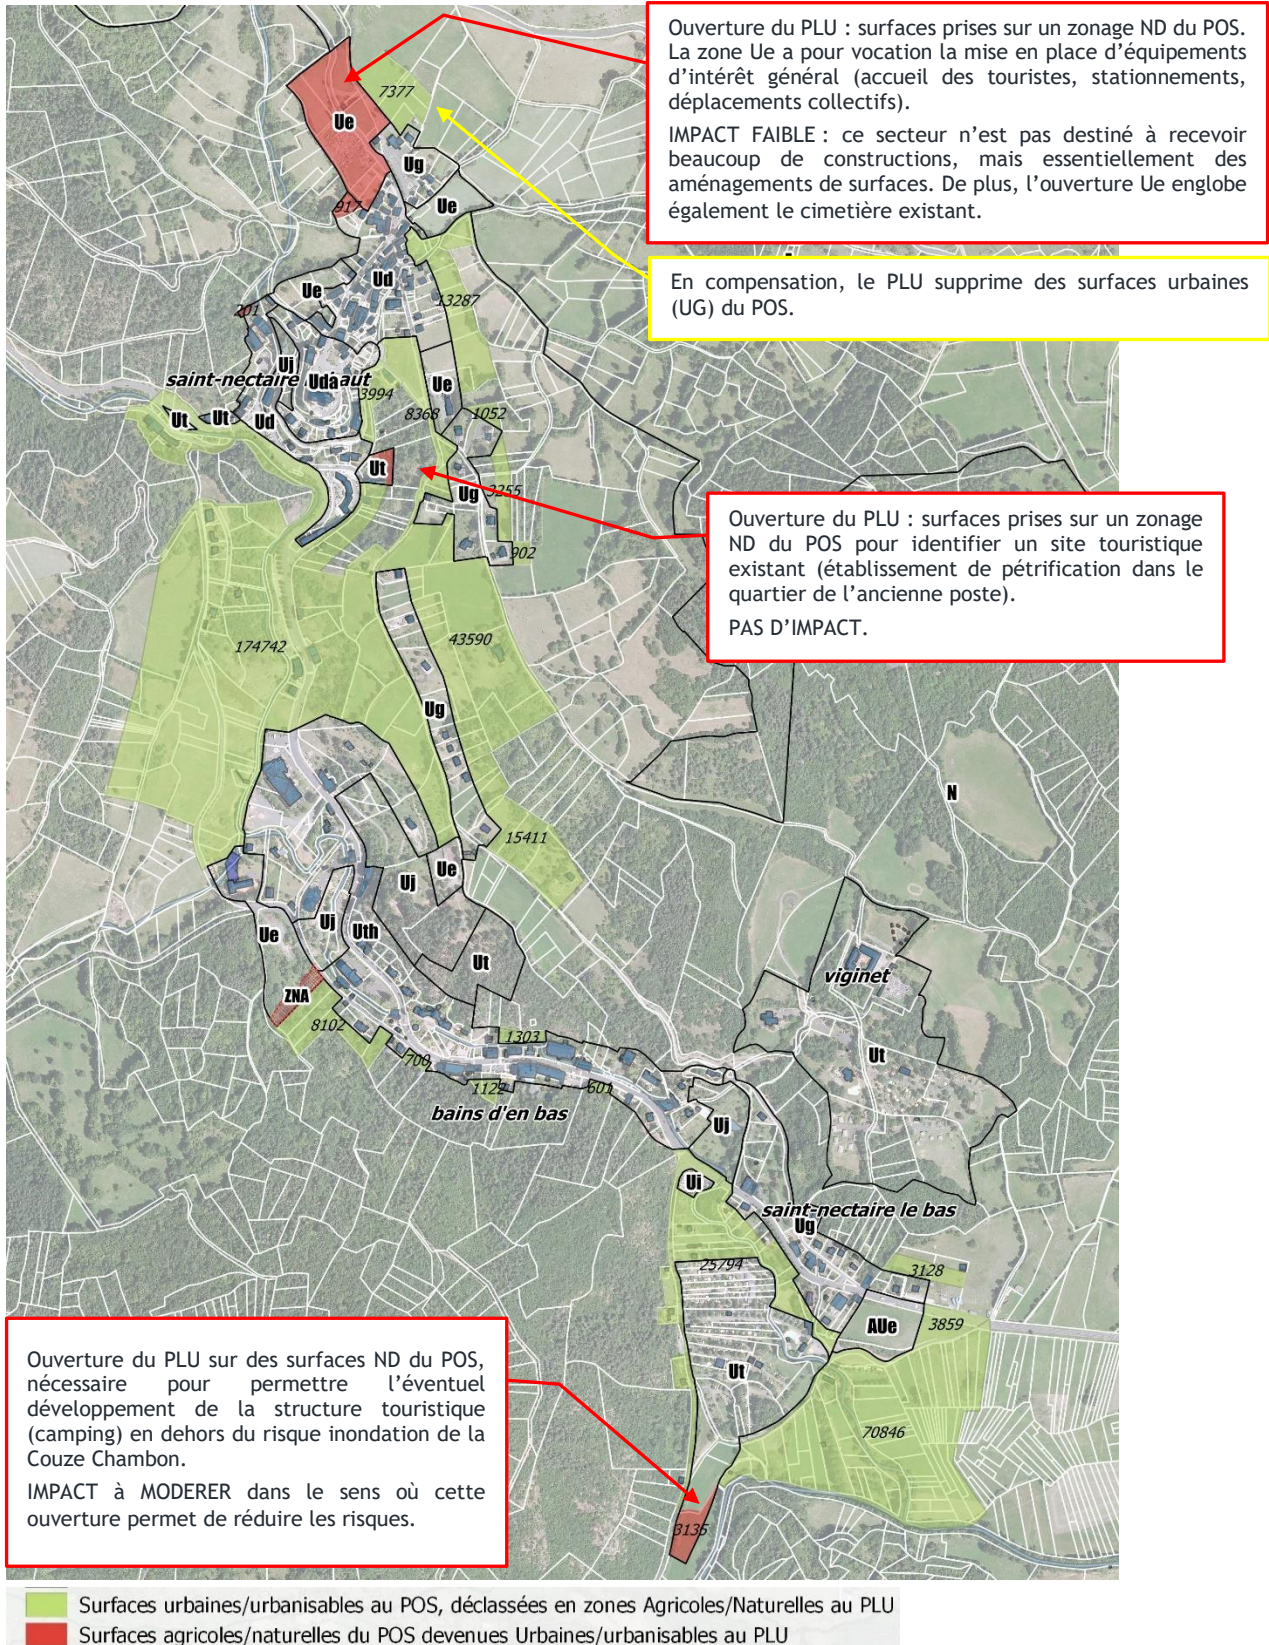 Ouverture du PLU : surfaces prises sur un zonage ND du POS.
La zone Ue a pour vocation la mise en place d’équipements
d’intérêt général (accueil des touristes, stationnements,
déplacements collectifs).
IMPACT FAIBLE : ce secteur n’est pas destiné à recevoir
beaucoup de constructions, mais essentiellement des
aménagements de surfaces. De plus, l’ouverture Ue englobe
également le cimetière existant.
En compensation, le PLU supprime des surfaces urbaines
(UG) du POS.
7377
Ue
Ug
917
Ue
Ud
Ue
13287
201
Uj
saint-nectaire
haut
Uda
3994
Ue
8368
1052
Ut
Ut
Ud
Ut
Ug
3255
902
Ouverture du PLU : surfaces prises sur un zonage
ND du POS pour identifier un site touristique
existant (établissement de pétrification dans le
quartier de l’ancienne poste).
PAS D’IMPACT.
174742
43590
Ug
N
15411
Ue
Uj
Uj
Ue
Uth
Ut
viginet
ZNA
8102
1303
Ut
700
1122
601
bains d'en bas
Uj
Ui
saint-nectaire le bas
Ug
25794
3128
AUe
3859
Ut
70846
3135
Ouverture du PLU sur des surfaces ND du POS,
nécessaire pour permettre l’éventuel
développement de la structure touristique
(camping) en dehors du risque inondation de la
Couze Chambon.
IMPACT à MODERER dans le sens où cette
ouverture permet de réduire les risques.
Surfaces urbaines/urbanisables au POS, déclassées en zones Agricoles/Naturelles au PLU
Surfaces agricoles/naturelles du POS devenues Urbaines/urbanisables au PLU